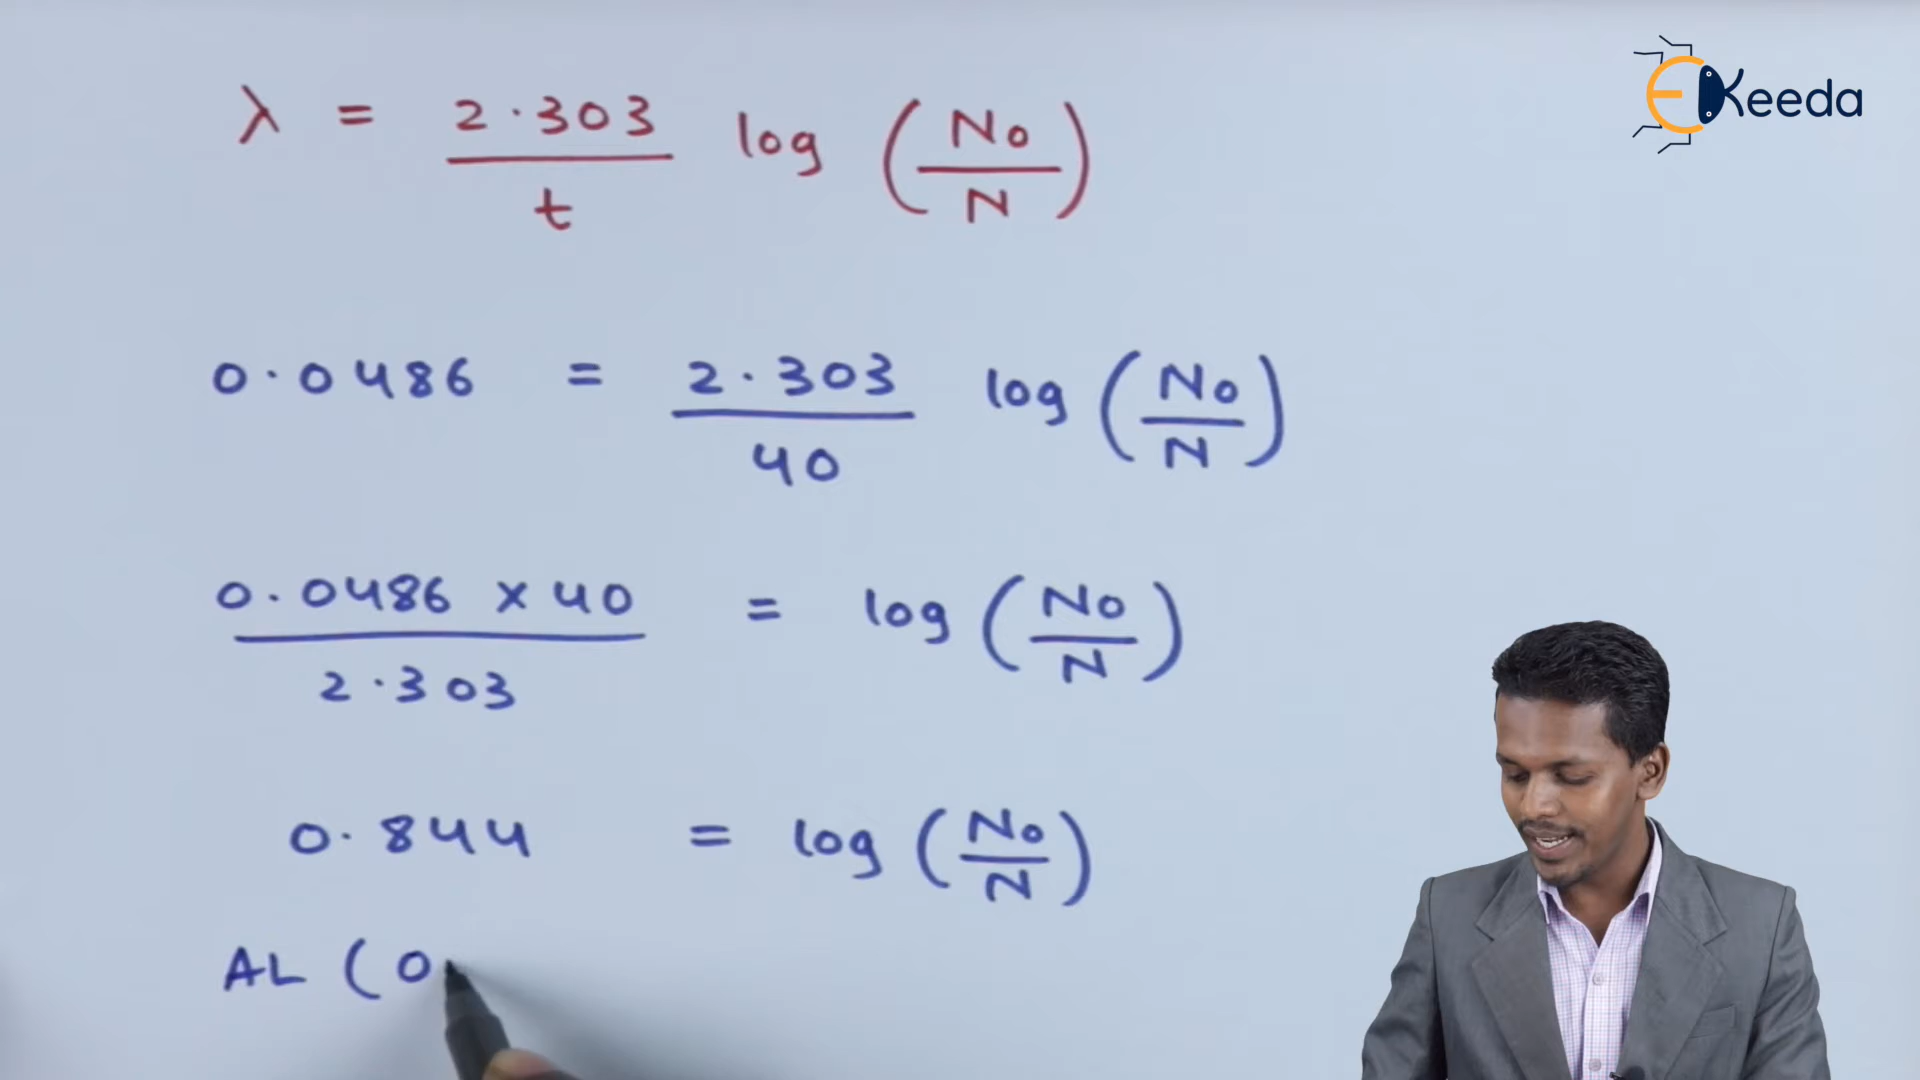 EKeeda
λ = 2.303 / t log (No / N)
0.0486 = 2.303 / 40 log (No / N)
0.0486 x 40 / 2.303 = log (No / N)
0.844 = log (No / N)
AL (0